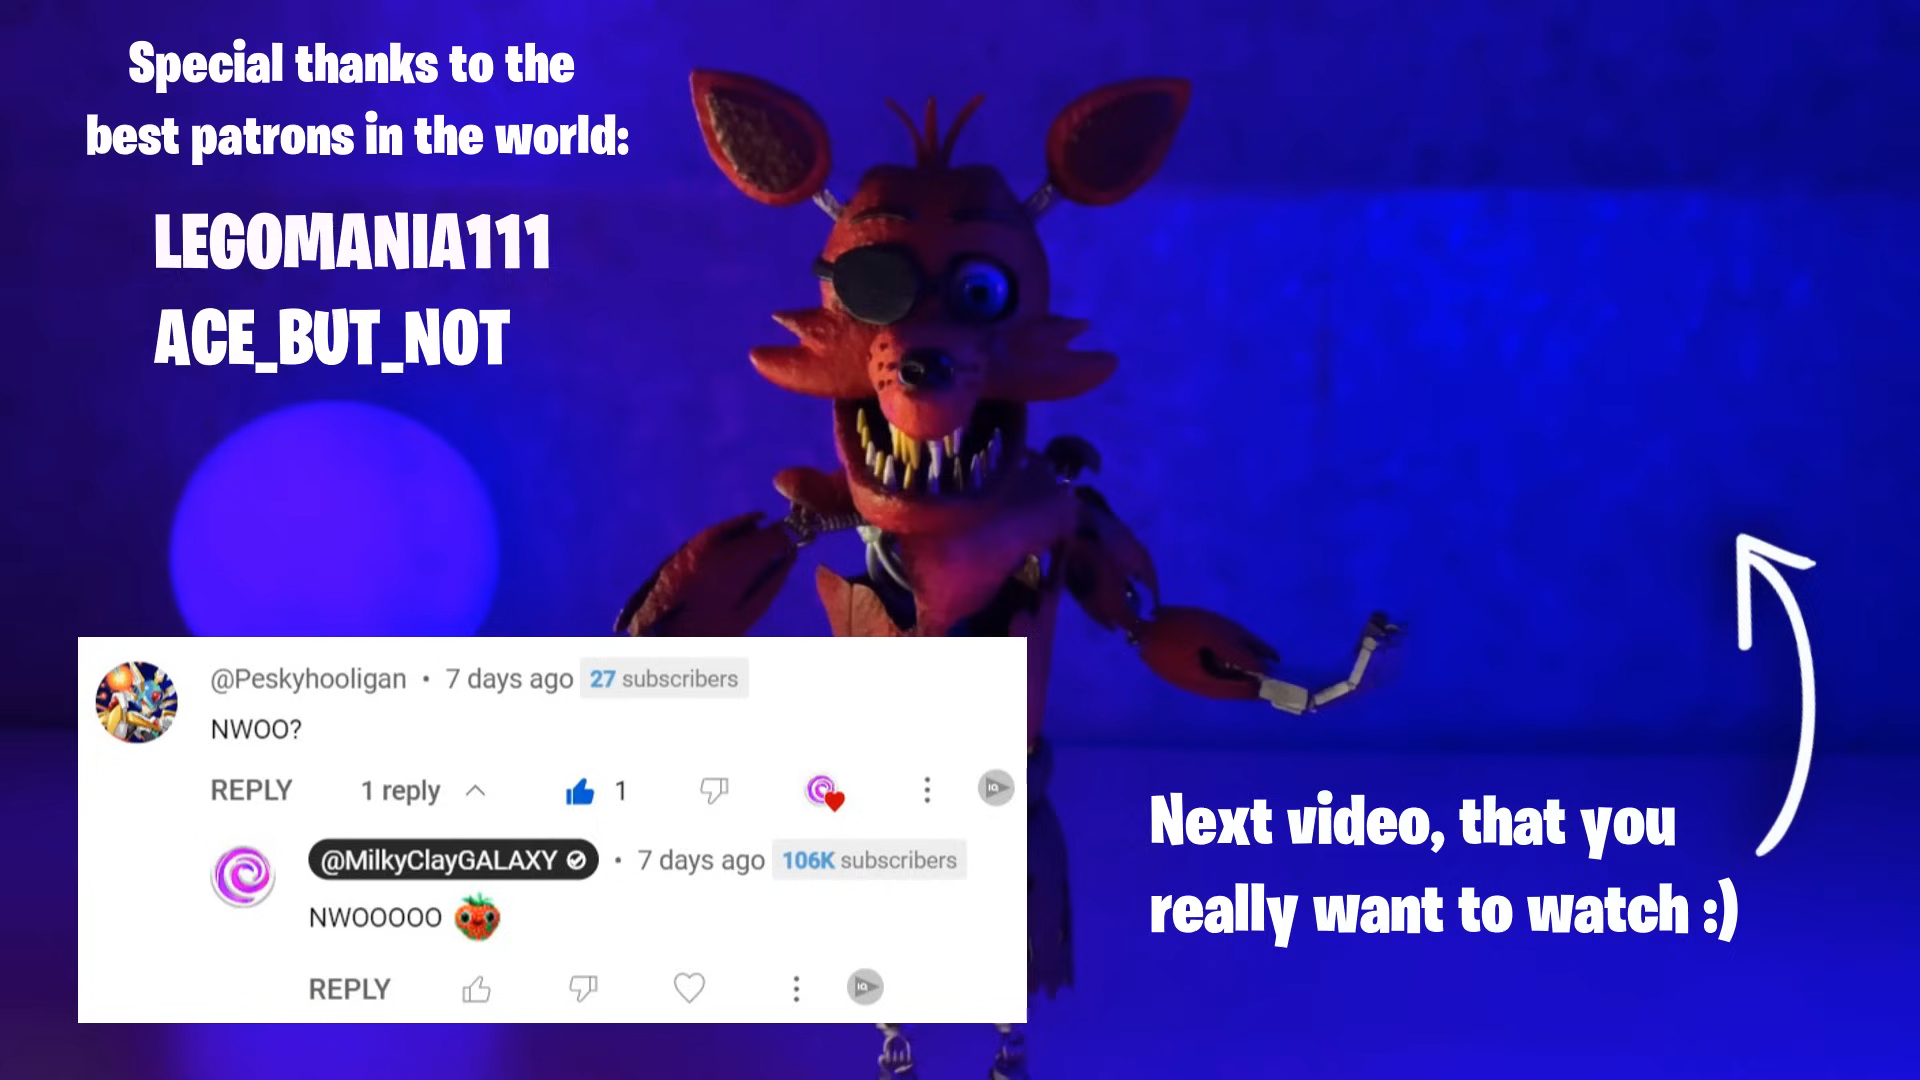 Special thanks to the
best patrons in the world:
LEGOMANIA111
ACE_BUT_NOT
@Peskyhooligan • 7 days ago 27 subscribers
NWOO?
REPLY 1 reply 1
IQ
@MilkyClayGALAXY • 7 days ago 106K subscribers
NWOOOOO
REPLY
IQ
Next video, that you
really want to watch :)